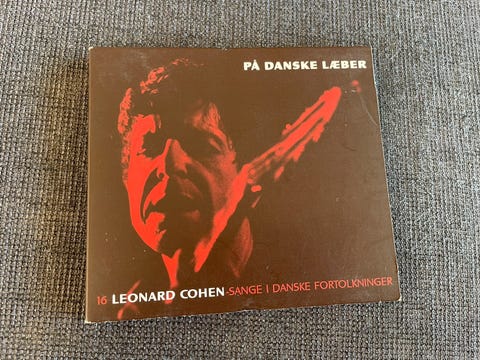 PÅ DANSKE LÆBER
16 LEONARD COHEN-SANGE I DANSKE FORTOLKNINGER